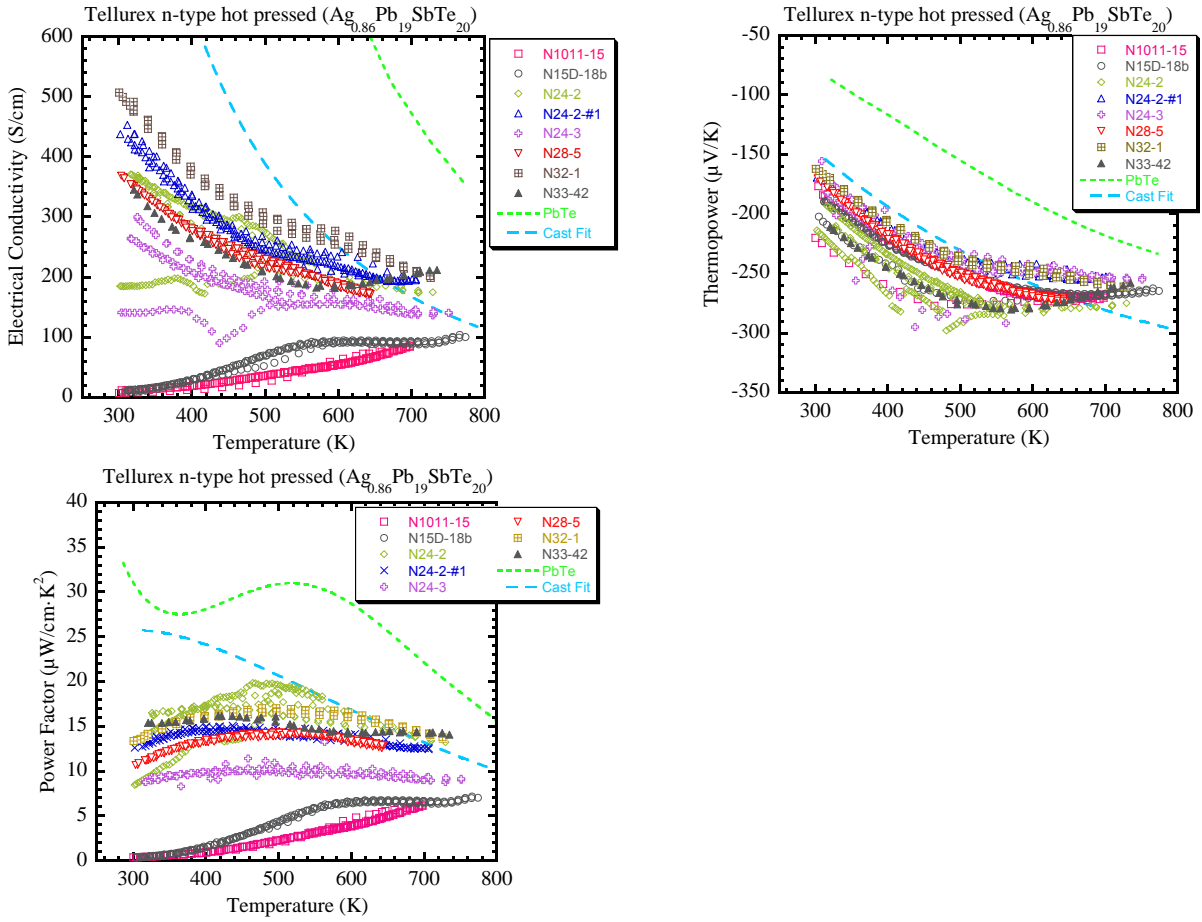 Tellurex n-type hot pressed (Ag0.86Pb19SbTe20)
Electrical Conductivity (S/cm)
600
500
400
300
200
100
0
300 400 500 600 700 800
Temperature (K)
N1011-15
N15D-18b
N24-2
N24-2-#1
N24-3
N28-5
N32-1
N33-42
PbTe
Cast Fit
Tellurex n-type hot pressed (Ag0.86Pb19SbTe20)
Thermopower (μV/K)
-50
-100
-150
-200
-250
-300
-350
300 400 500 600 700 800
Temperature (K)
N1011-15
N15D-18b
N24-2
N24-2-#1
N24-3
N28-5
N32-1
N33-42
PbTe
Cast Fit
Tellurex n-type hot pressed (Ag0.86Pb19SbTe20)
Power Factor (μW/cm·K2)
40
35
30
25
20
15
10
5
0
300 400 500 600 700 800
Temperature (K)
N1011-15
N15D-18b
N24-2
N24-2-#1
N24-3
N28-5
N32-1
N33-42
PbTe
Cast Fit